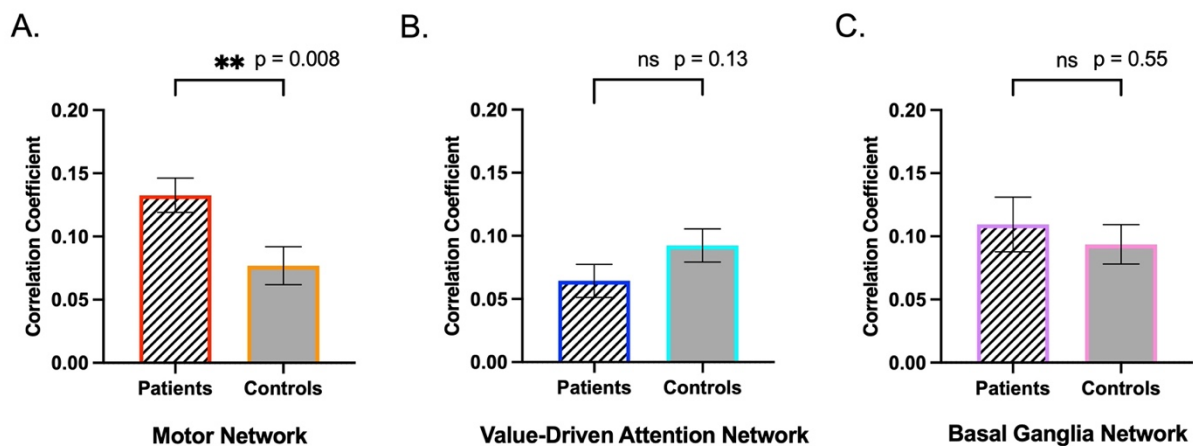 A.
** p = 0.008
Correlation Coefficient
0.20
0.15
0.10
0.05
0.00
Patients Controls
Motor Network
B.
ns p = 0.13
Correlation Coefficient
0.20
0.15
0.10
0.05
0.00
Patients Controls
Value-Driven Attention Network
C.
ns p = 0.55
Correlation Coefficient
0.20
0.15
0.10
0.05
0.00
Patients Controls
Basal Ganglia Network